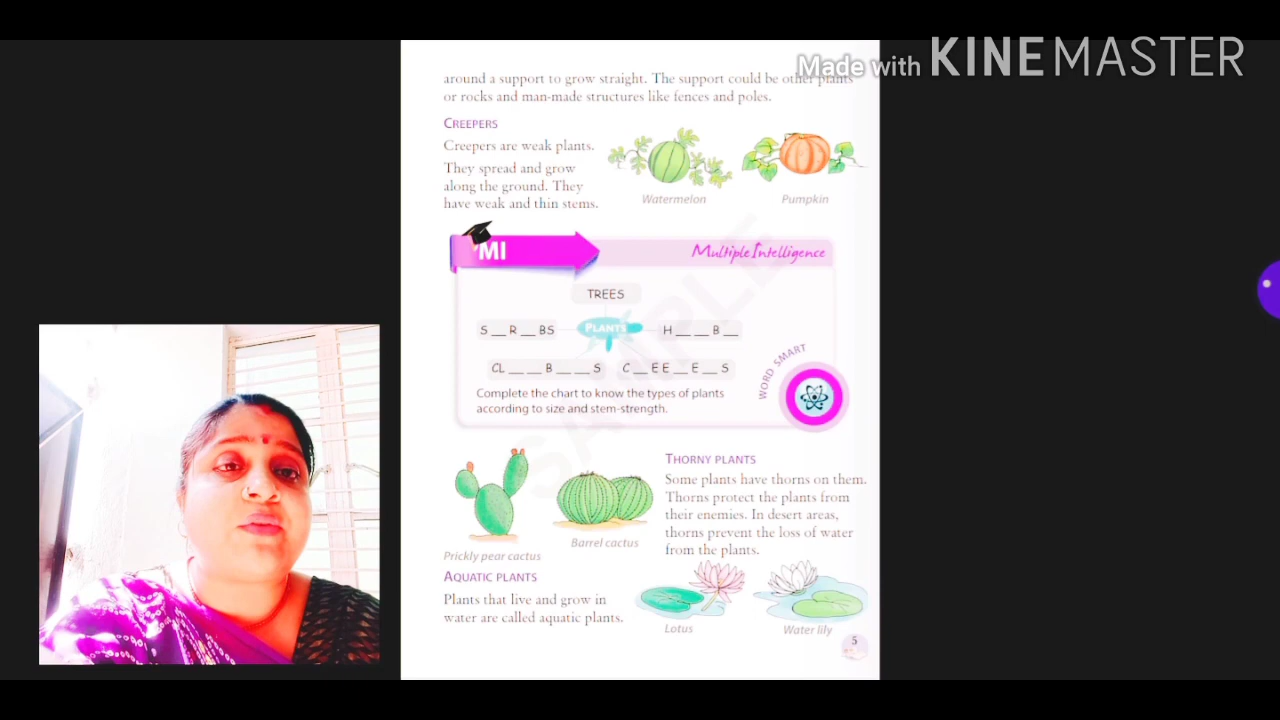 Made with KINEMASTER
around a support to grow straight. The support could be other plants
or rocks and man-made structures like fences and poles.
CREEPERS
Creepers are weak plants.
They spread and grow
along the ground. They
have weak and thin stems.
Watermelon
Pumpkin
MI
Multiple Intelligence
TREES
S __ R __ BS
PLANTS
H __ __ B __
CL __ __ B __ __ S
C __ EE __ E __ S
WORD SMART
Complete the chart to know the types of plants
according to size and stem-strength.
SAMPLE
Prickly pear cactus
Barrel cactus
THORNY PLANTS
Some plants have thorns on them.
Thorns protect the plants from
their enemies. In desert areas,
thorns prevent the loss of water
from the plants.
AQUATIC PLANTS
Plants that live and grow in
water are called aquatic plants.
Lotus
Water lily
5